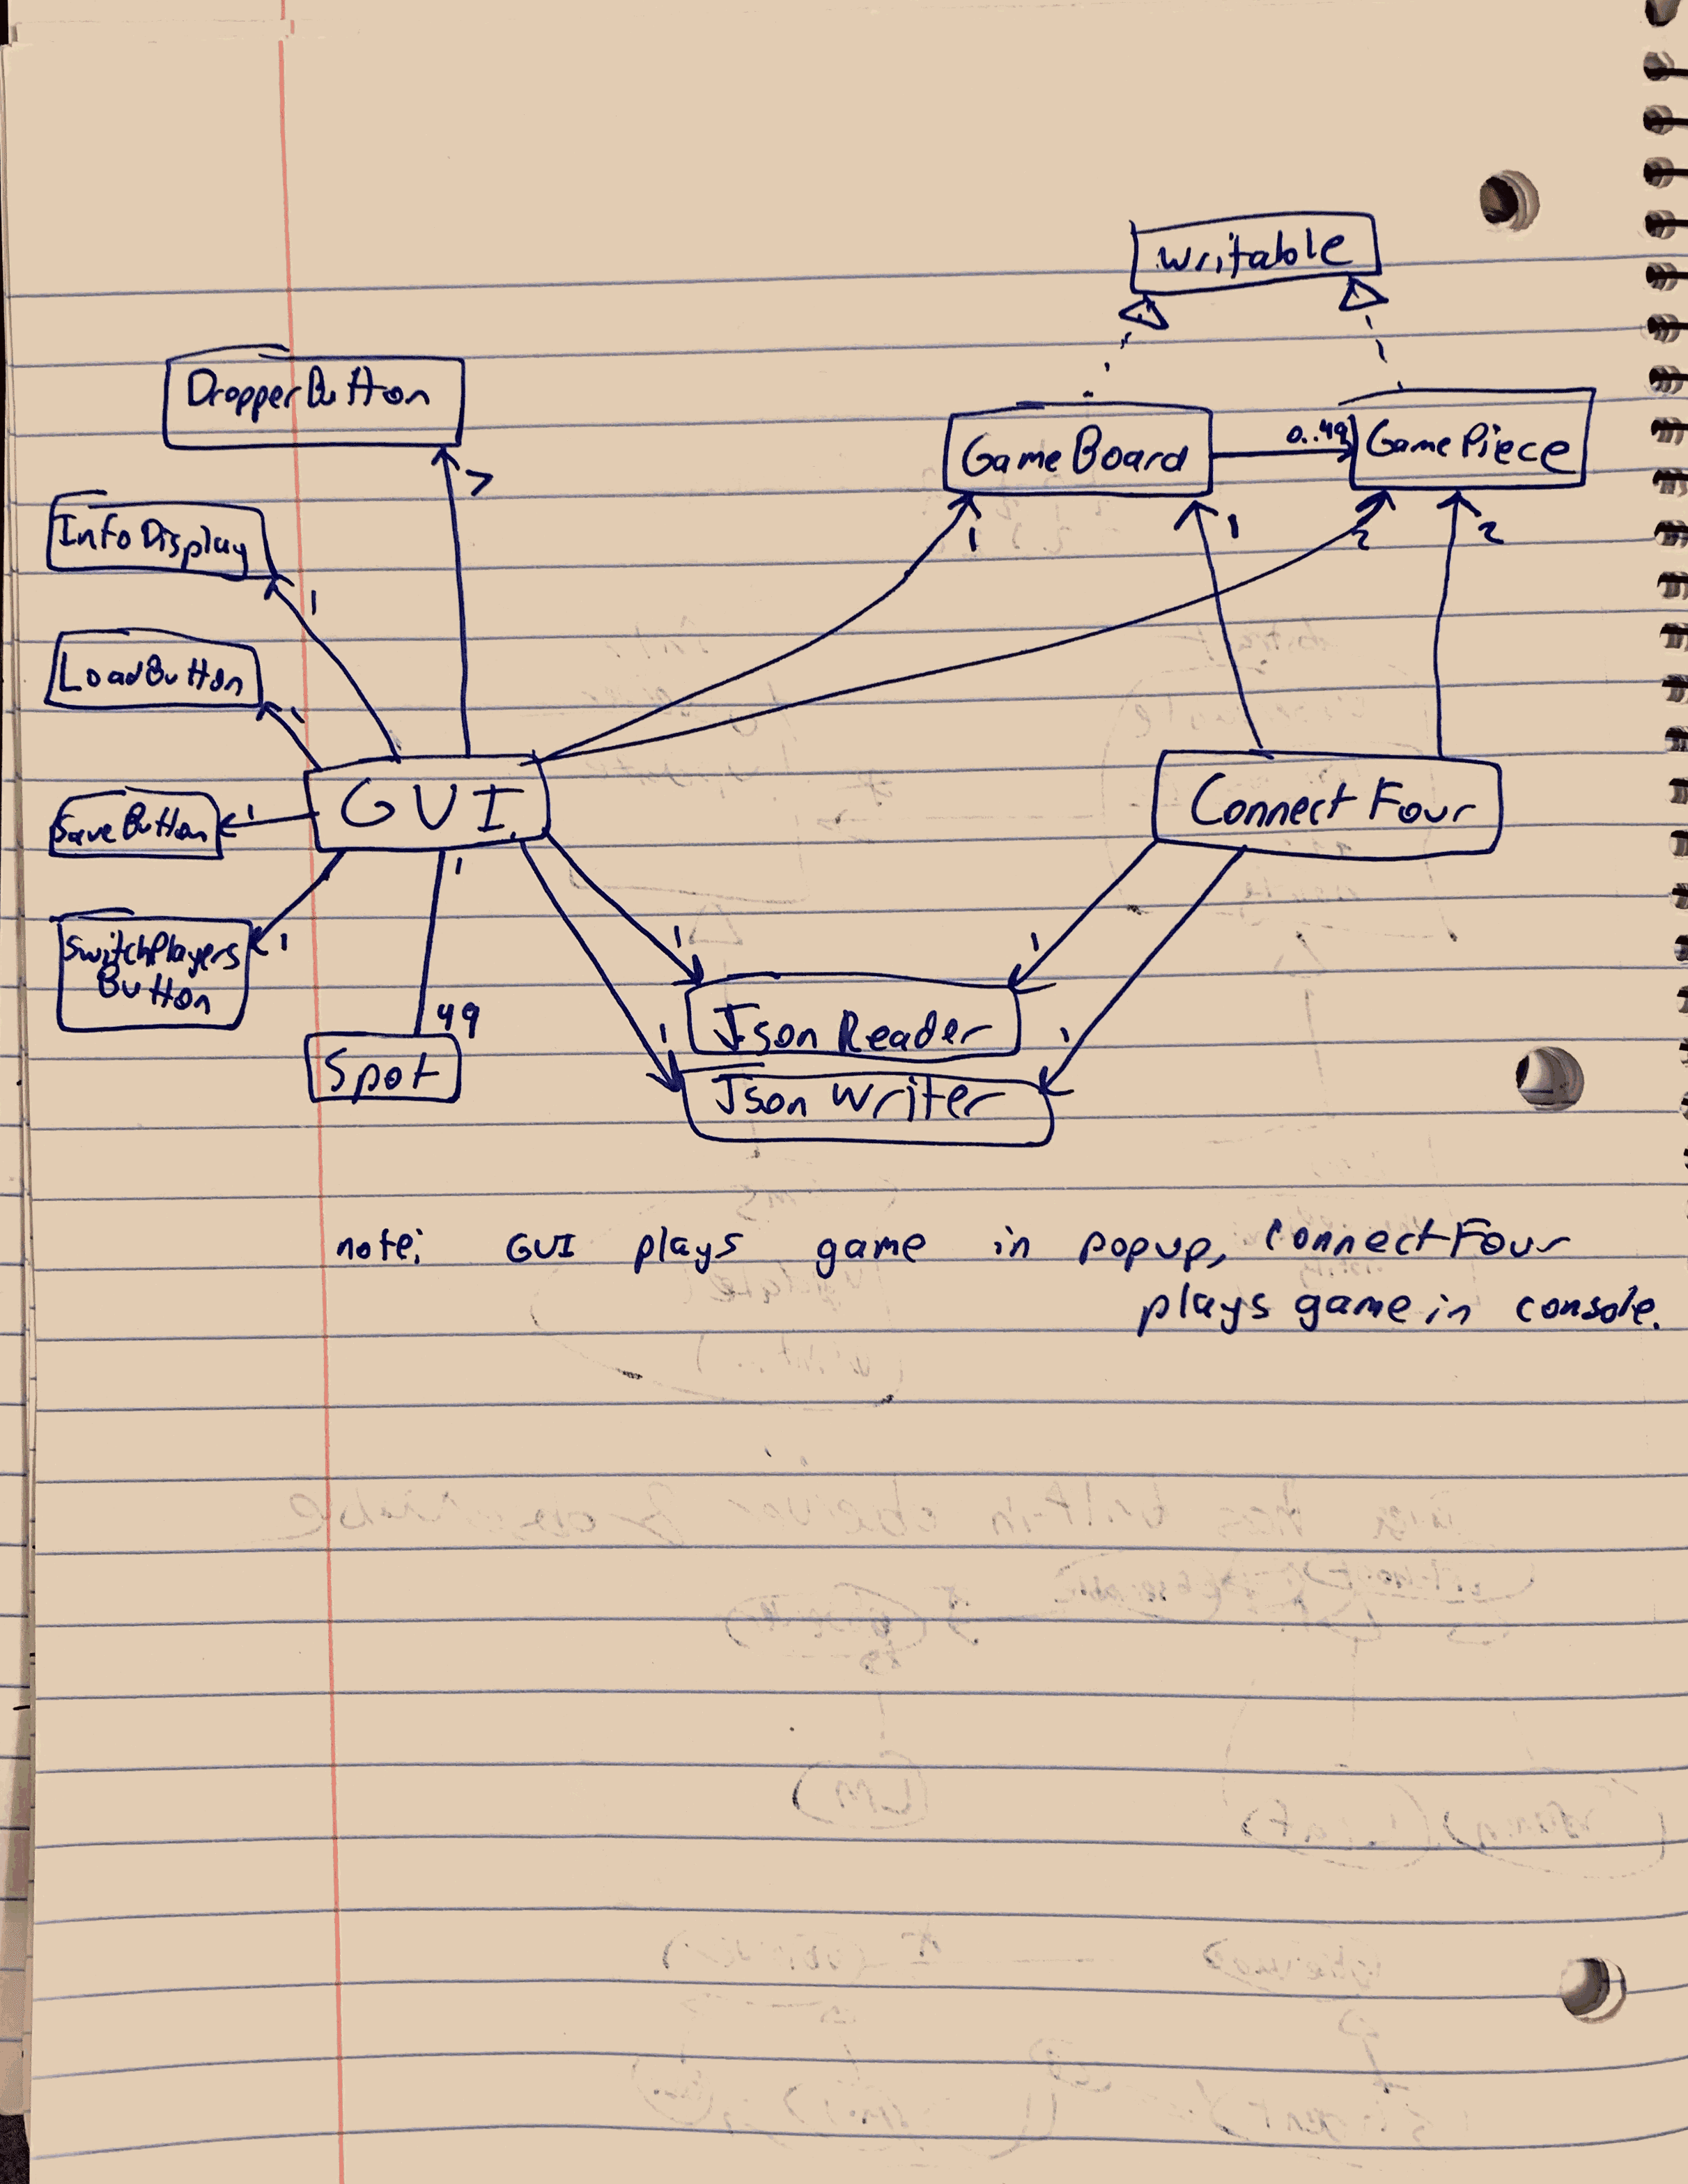 Writable
DropperButton
7
GameBoard
0..49
GamePiece
InfoDisplay
1
1
1
2
2
LoadButton
1
GUI
ConnectFour
SaveButton
1
1
SwitchPlayers
Button
1
49
Spot
1
1
Json Reader
1
1
Json Writer
note: GUI plays game in popup, ConnectFour
plays game in console.